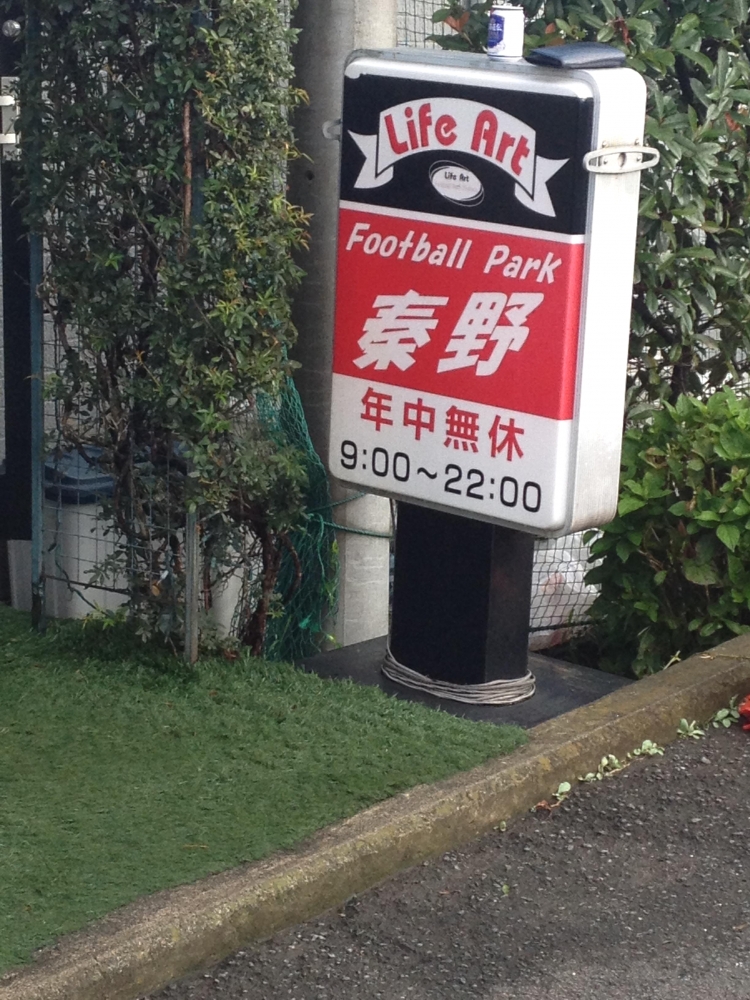 Life Art
Life Art
Football Park
秦野
年中無休
9:00～22:00